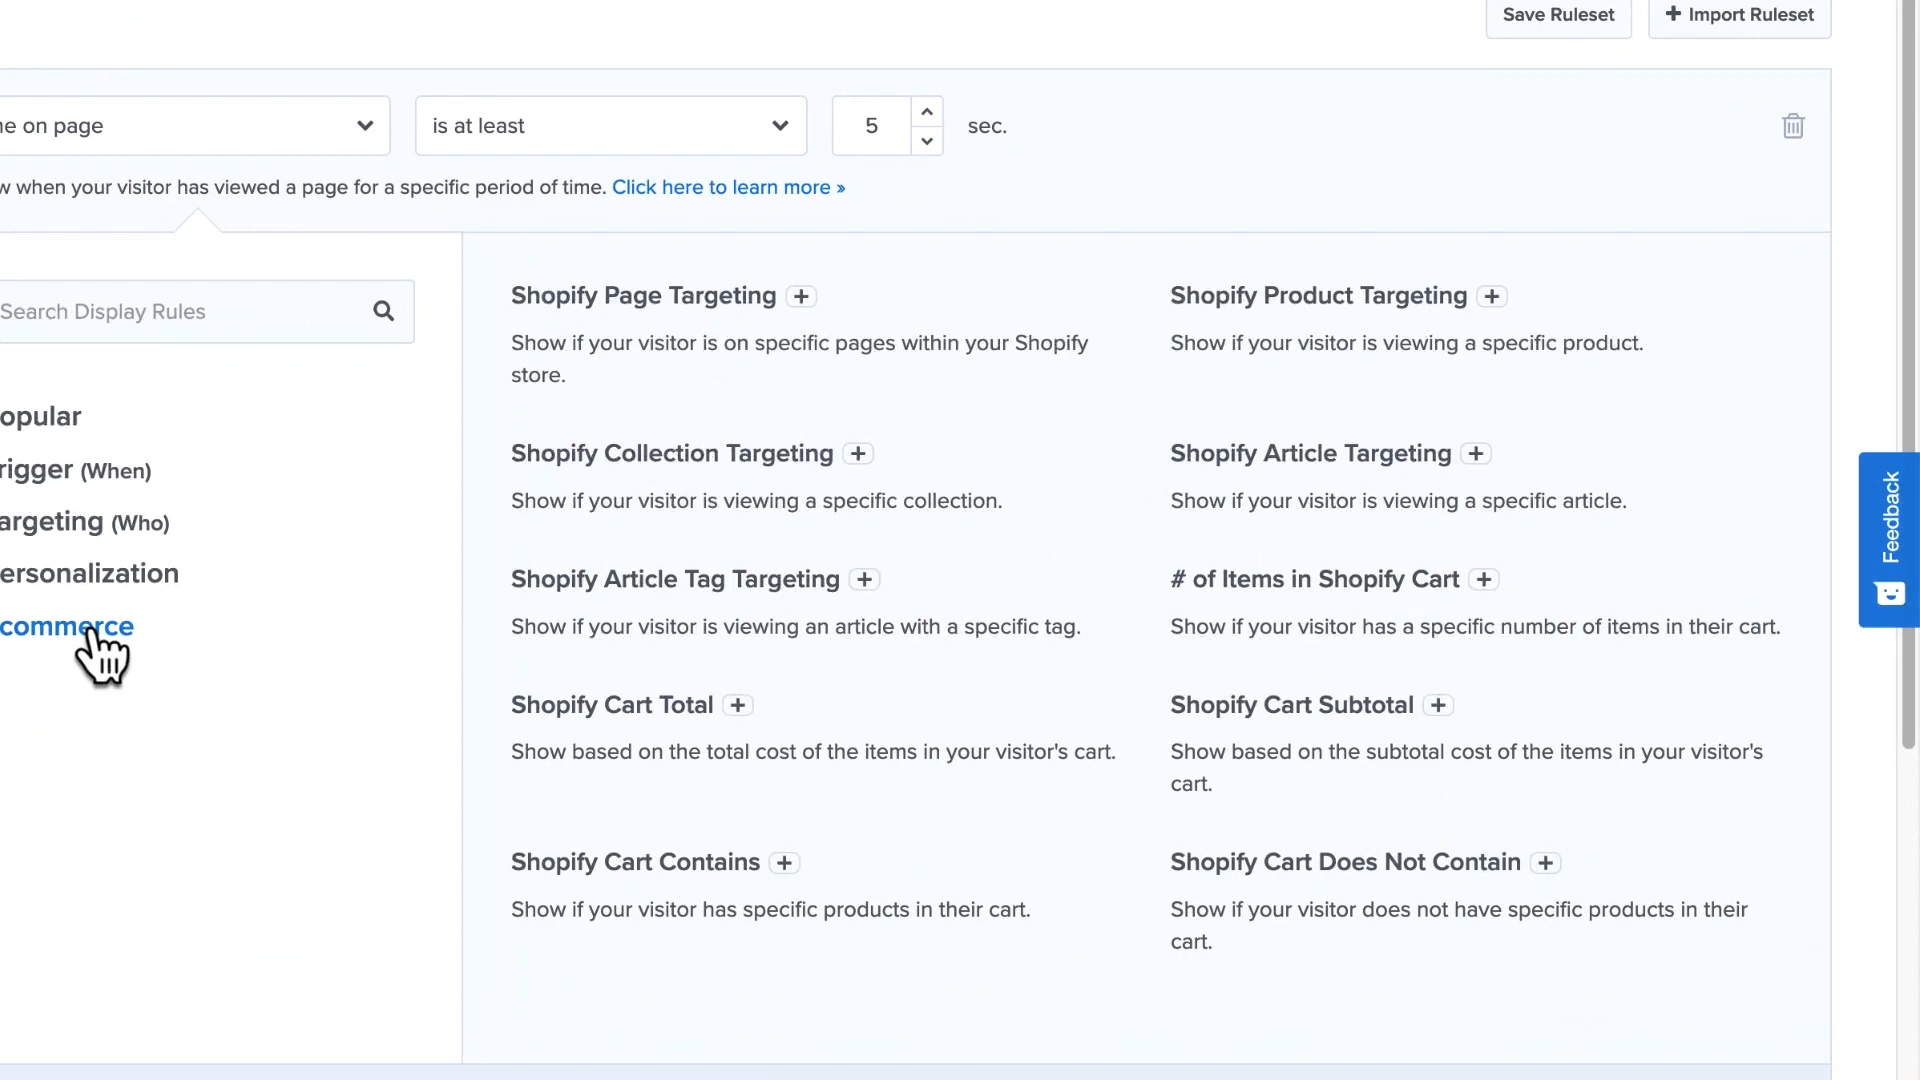 Save Ruleset
+ Import Ruleset
e on page
is at least
5
sec.
when your visitor has viewed a page for a specific period of time. Click here to learn more »
Search Display Rules
opular
rigger (When)
argeting (Who)
ersonalization
commerce
Shopify Page Targeting +
Show if your visitor is on specific pages within your Shopify
store.
Shopify Product Targeting +
Show if your visitor is viewing a specific product.
Shopify Collection Targeting +
Show if your visitor is viewing a specific collection.
Shopify Article Targeting +
Show if your visitor is viewing a specific article.
Shopify Article Tag Targeting +
Show if your visitor is viewing an article with a specific tag.
# of Items in Shopify Cart +
Show if your visitor has a specific number of items in their cart.
Shopify Cart Total +
Show based on the total cost of the items in your visitor's cart.
Shopify Cart Subtotal +
Show based on the subtotal cost of the items in your visitor's
cart.
Shopify Cart Contains +
Show if your visitor has specific products in their cart.
Shopify Cart Does Not Contain +
Show if your visitor does not have specific products in their
cart.
Feedback